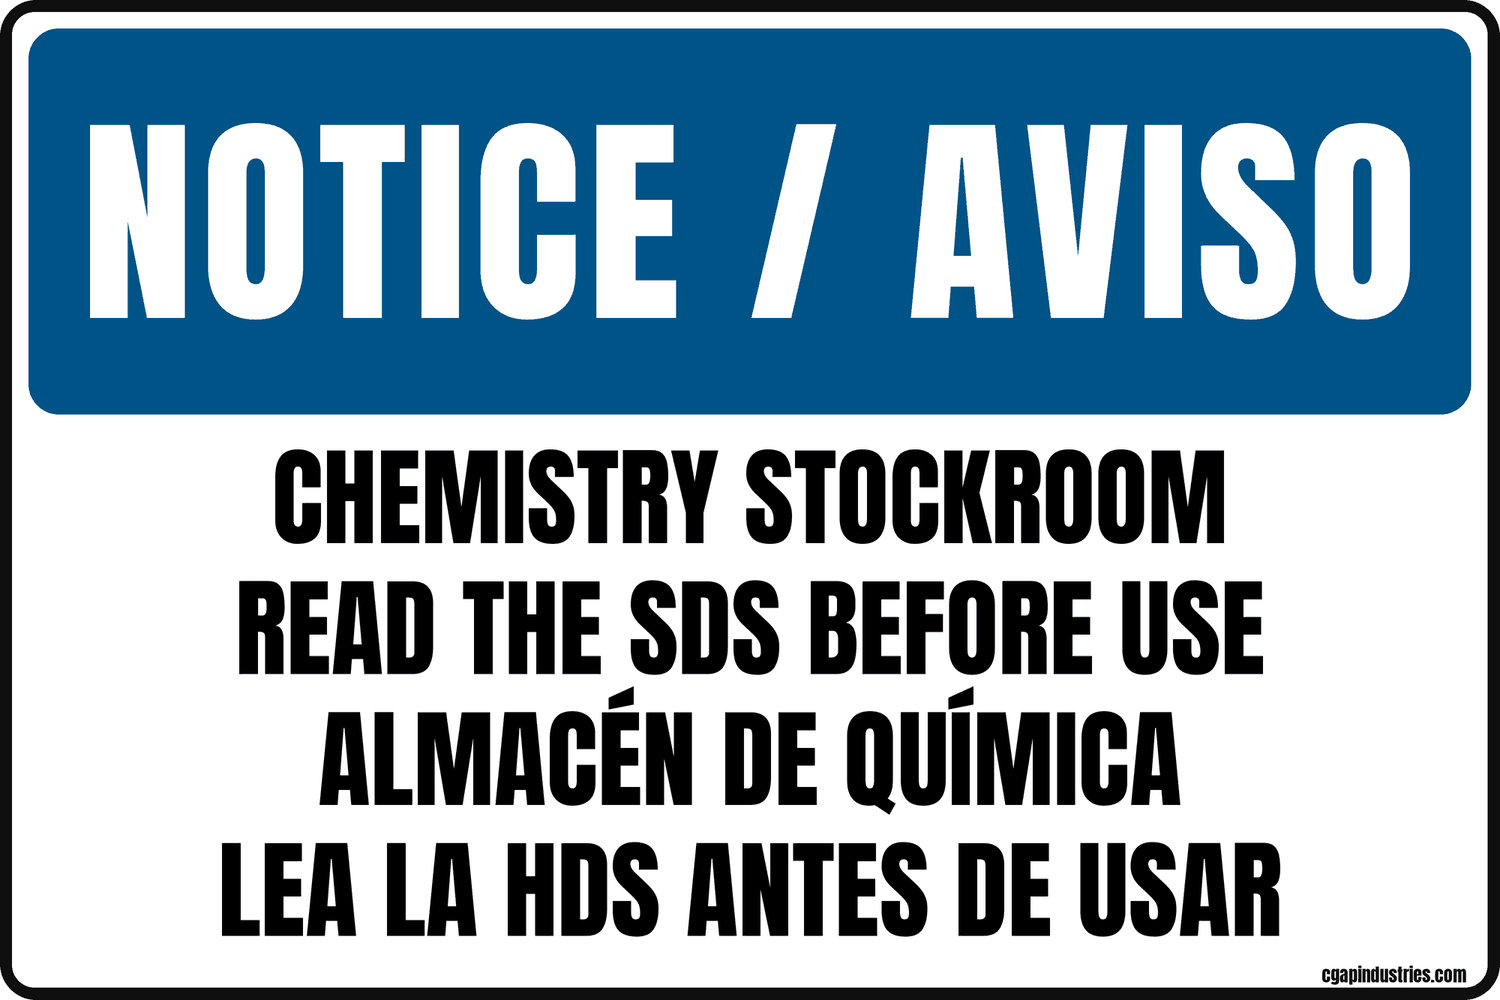 NOTICE / AVISO
CHEMISTRY STOCKROOM
READ THE SDS BEFORE USE
ALMACÉN DE QUÍMICA
LEA LA HDS ANTES DE USAR
cgapindustries.com